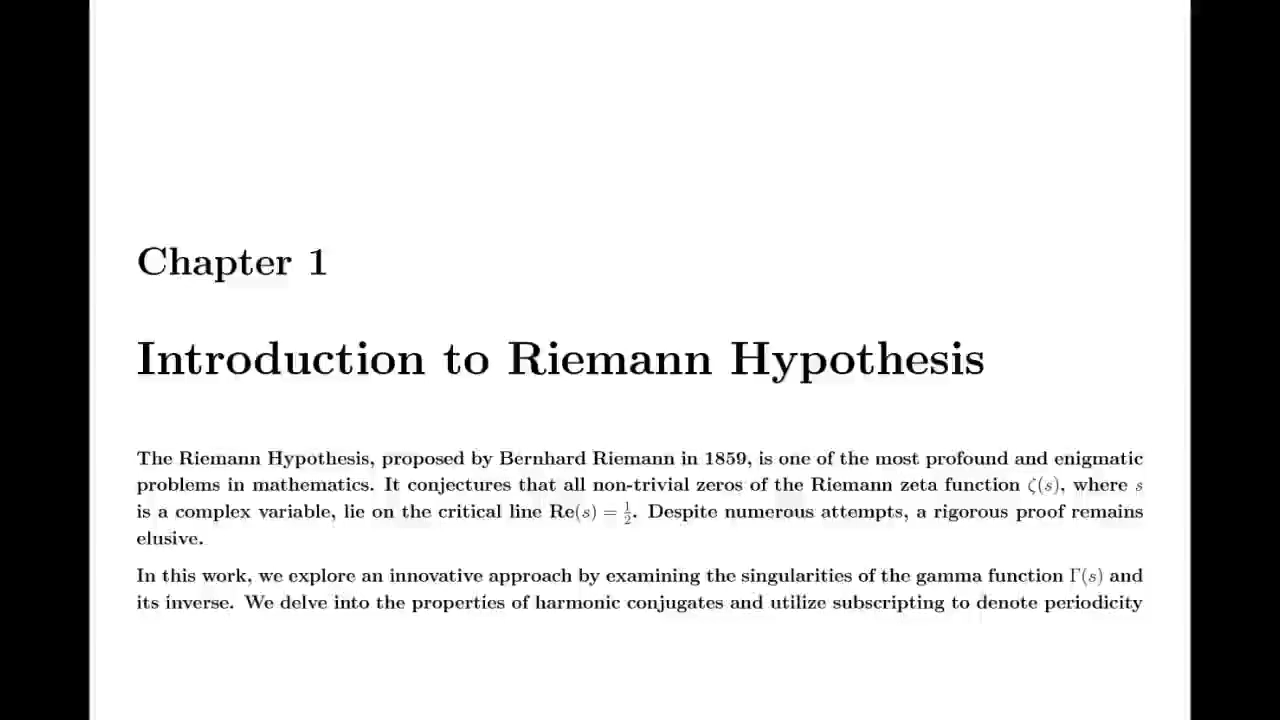 Chapter 1
Introduction to Riemann Hypothesis
The Riemann Hypothesis, proposed by Bernhard Riemann in 1859, is one of the most profound and enigmatic
problems in mathematics. It conjectures that all non-trivial zeros of the Riemann zeta function ζ(s), where s
is a complex variable, lie on the critical line Re(s) = 1/2. Despite numerous attempts, a rigorous proof remains
elusive.
In this work, we explore an innovative approach by examining the singularities of the gamma function Γ(s) and
its inverse. We delve into the properties of harmonic conjugates and utilize subscripting to denote periodicity